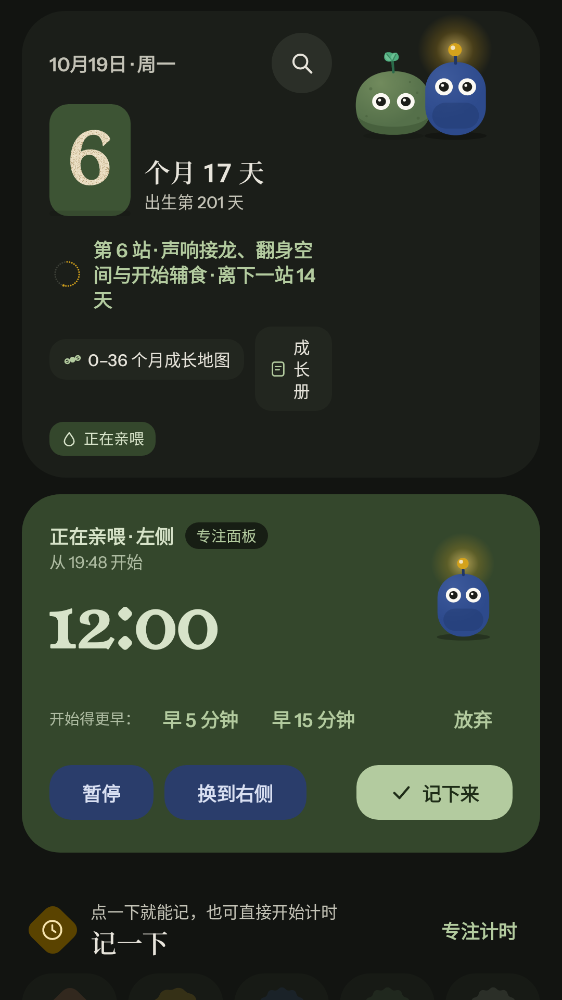 10月19日·周一
6
个月 17 天
出生第 201 天
第 6 站·声响接龙、翻身空
间与开始辅食·离下一站 14
天
0–36 个月成长地图
成
长
册
正在亲喂
正在亲喂·左侧
专注面板
从 19:48 开始
12:00
开始得更早：
早 5 分钟
早 15 分钟
放弃
暂停
换到右侧
记下来
点一下就能记，也可直接开始计时
记一下
专注计时